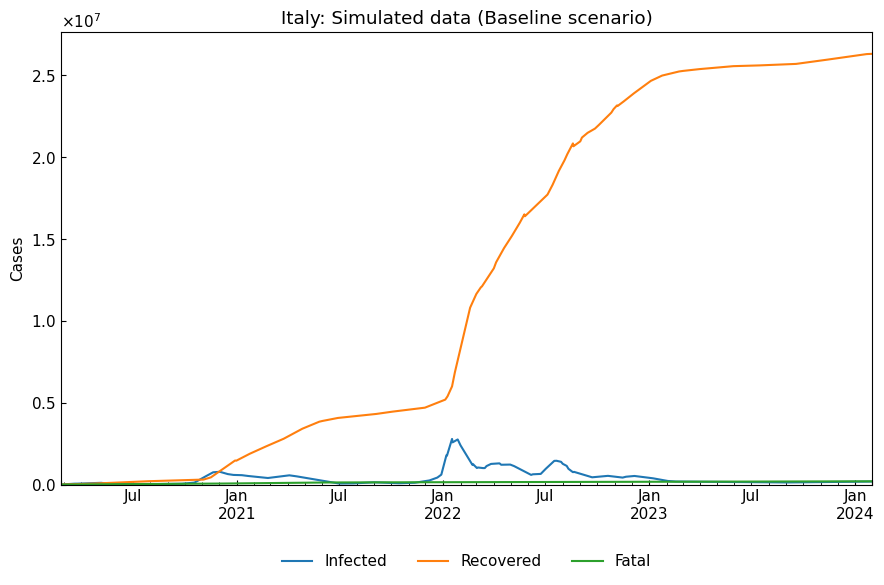 Italy: Simulated data (Baseline scenario)
×10⁷
2.5
2.0
1.5
1.0
0.5
0.0
Cases
Jul Jan Jul Jan Jul Jan Jul Jan
2021 2022 2023 2024
Infected Recovered Fatal